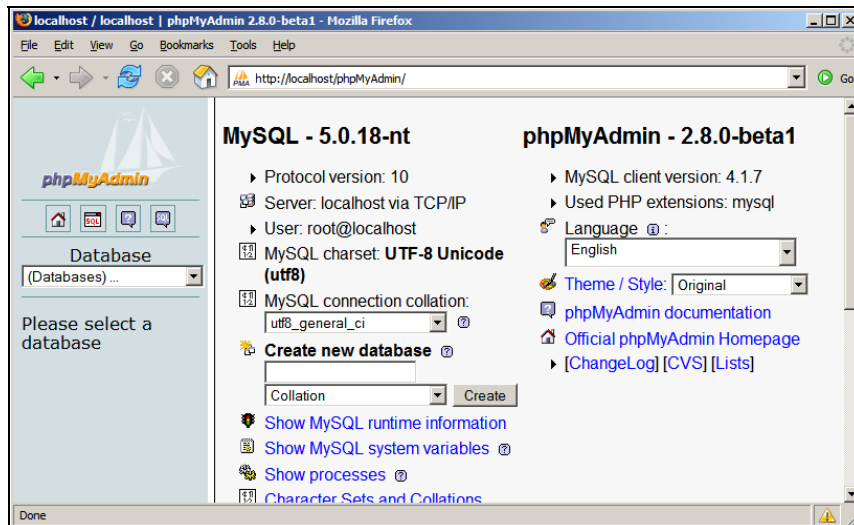 localhost / localhost | phpMyAdmin 2.8.0-beta1 - Mozilla Firefox
File Edit View Go Bookmarks Tools Help
PMA http://localhost/phpMyAdmin/ Go
phpMyAdmin
SQL ? SQL
Database
(Databases) ...
Please select a
database
MySQL - 5.0.18-nt
Protocol version: 10
Server: localhost via TCP/IP
User: root@localhost
MySQL charset: UTF-8 Unicode
(utf8)
MySQL connection collation:
utf8_general_ci ?
Create new database ?
Collation Create
Show MySQL runtime information
Show MySQL system variables ?
Show processes ?
Character Sets and Collations
phpMyAdmin - 2.8.0-beta1
MySQL client version: 4.1.7
Used PHP extensions: mysql
Language i :
English
Theme / Style: Original
phpMyAdmin documentation
Official phpMyAdmin Homepage
[ChangeLog] [CVS] [Lists]
Done